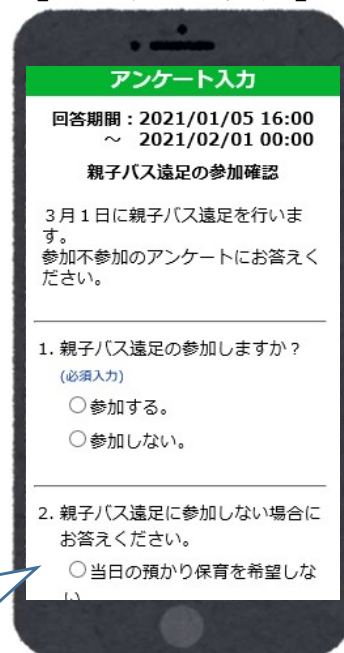 アンケート入力
回答期間：2021/01/05 16:00
～ 2021/02/01 00:00
親子バス遠足の参加確認
３月１日に親子バス遠足を行いま
す。
参加不参加のアンケートにお答えく
ださい。
1. 親子バス遠足の参加しますか？
(必須入力)
○参加する。
○参加しない。
2. 親子バス遠足に参加しない場合に
お答えください。
○当日の預かり保育を希望しな
い